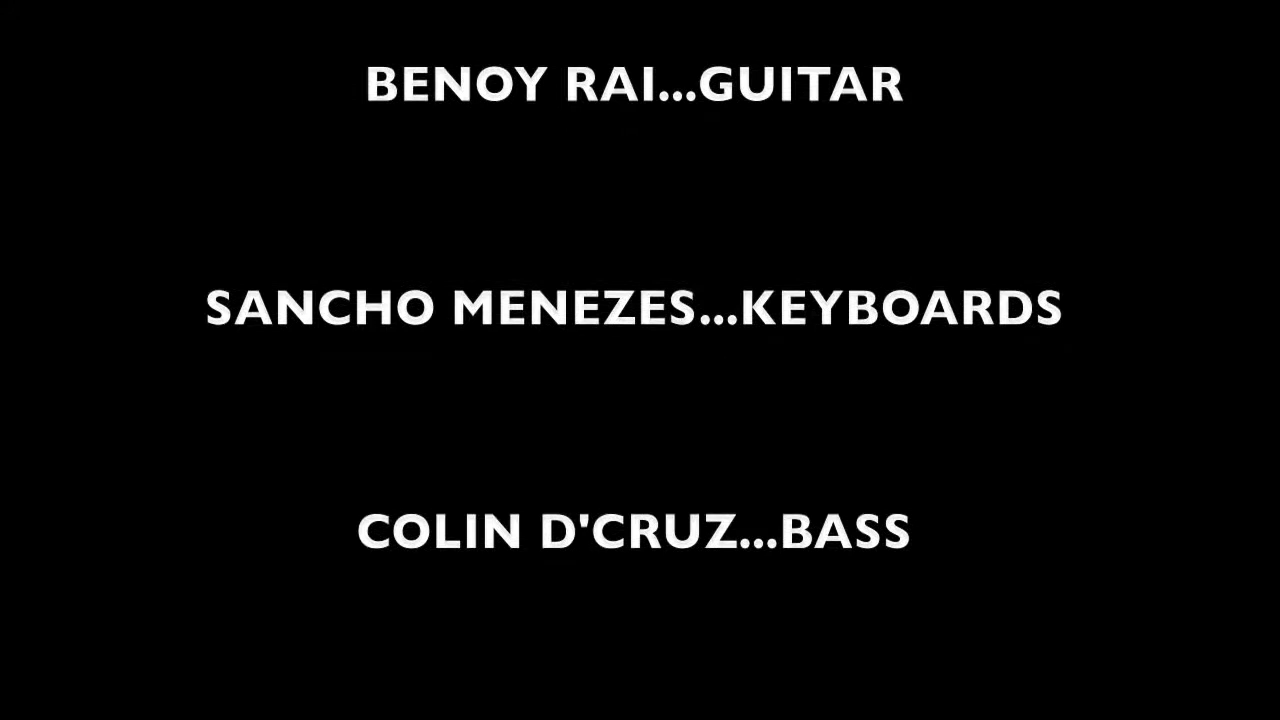 BENOY RAI...GUITAR
SANCHO MENEZES...KEYBOARDS
COLIN D'CRUZ...BASS